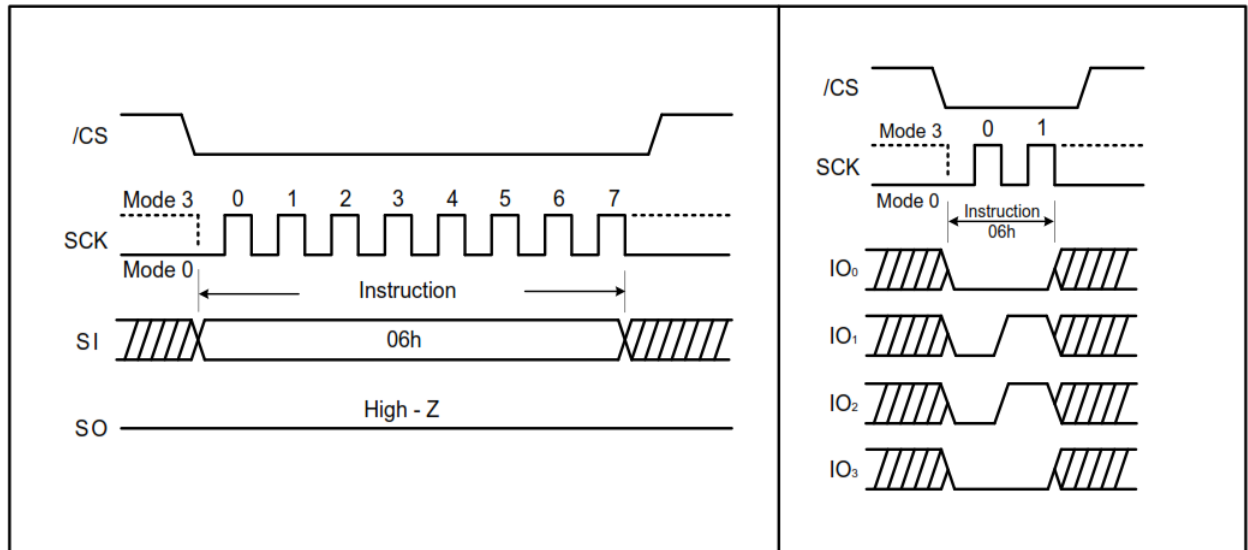 /CS
Mode 3 0 1 2 3 4 5 6 7
SCK
Mode 0
Instruction
SI 06h
High - Z
SO
/CS
Mode 3 0 1
SCK
Mode 0
Instruction
06h
IO₀
IO₁
IO₂
IO₃